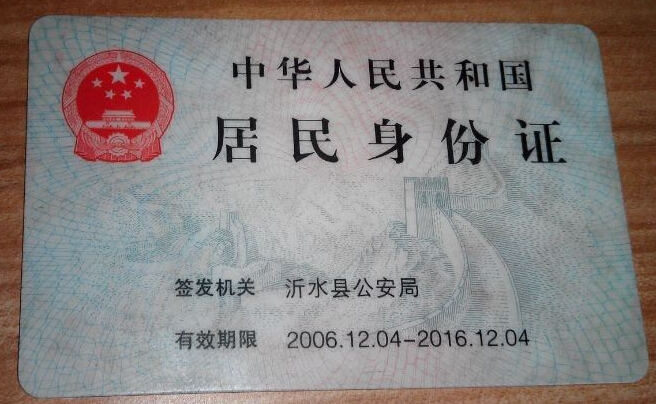 中华人民共和国
居民身份证
签发机关 沂水县公安局
有效期限 2006.12.04-2016.12.04